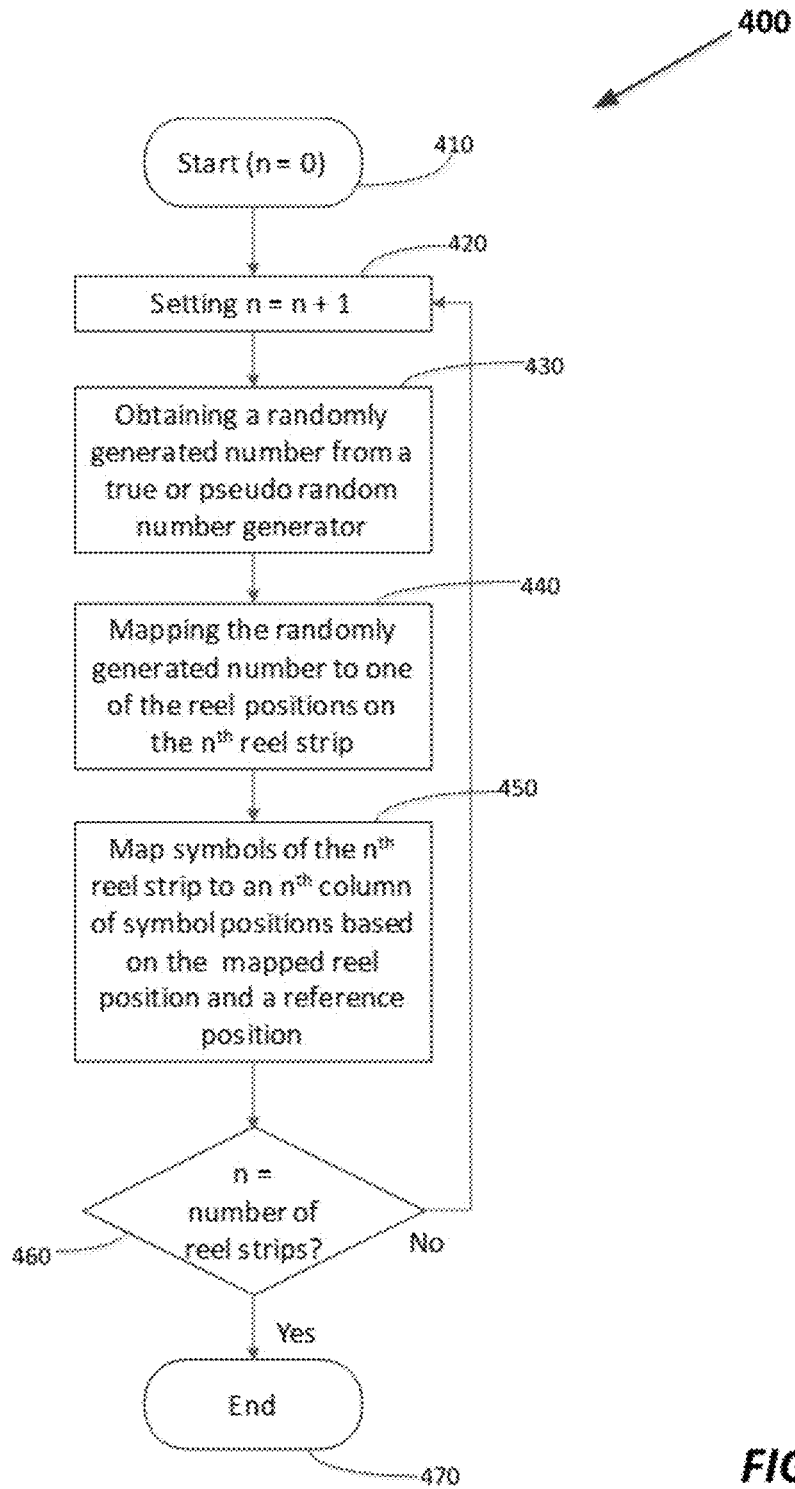 400
Start (n = 0)
410
420
Setting n = n + 1
430
Obtaining a randomly
generated number from a
true or pseudo random
number generator
440
Mapping the randomly
generated number to one
of the reel positions on
the nᵗʰ reel strip
450
Map symbols of the nᵗʰ
reel strip to an nᵗʰ column
of symbol positions based
on the mapped reel
position and a reference
position
n =
number of
reel strips?
460
No
Yes
End
470
FIG